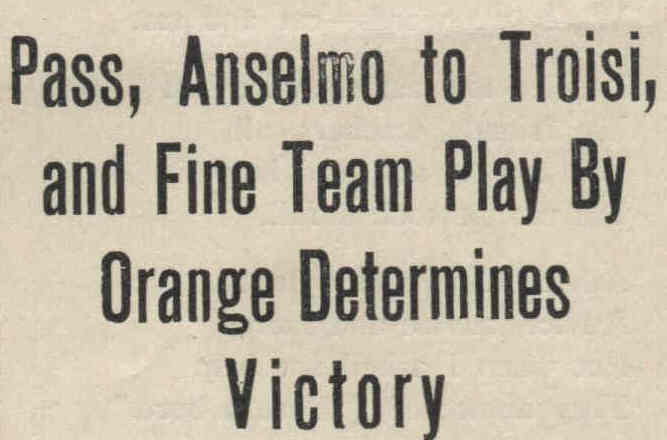 Pass, Anselmo to Troisi,
and Fine Team Play By
Orange Determines
Victory